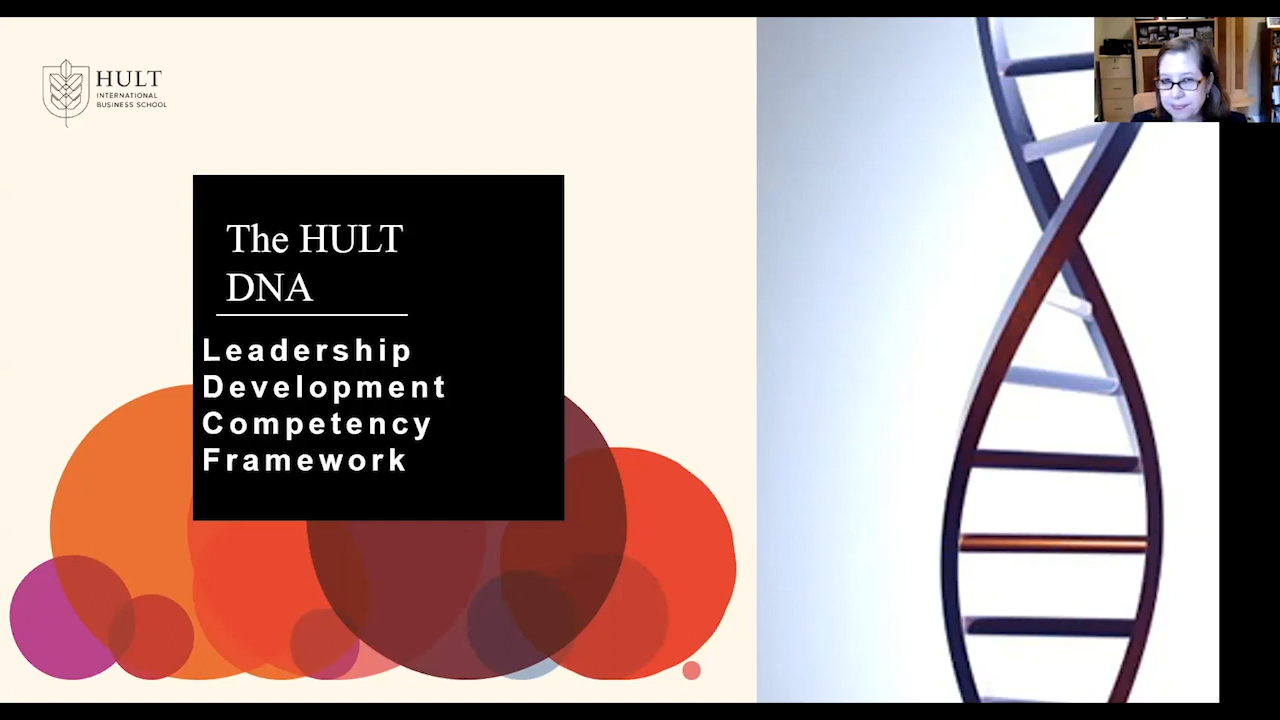 HULT
INTERNATIONAL
BUSINESS SCHOOL
The HULT
DNA
Leadership
Development
Competency
Framework